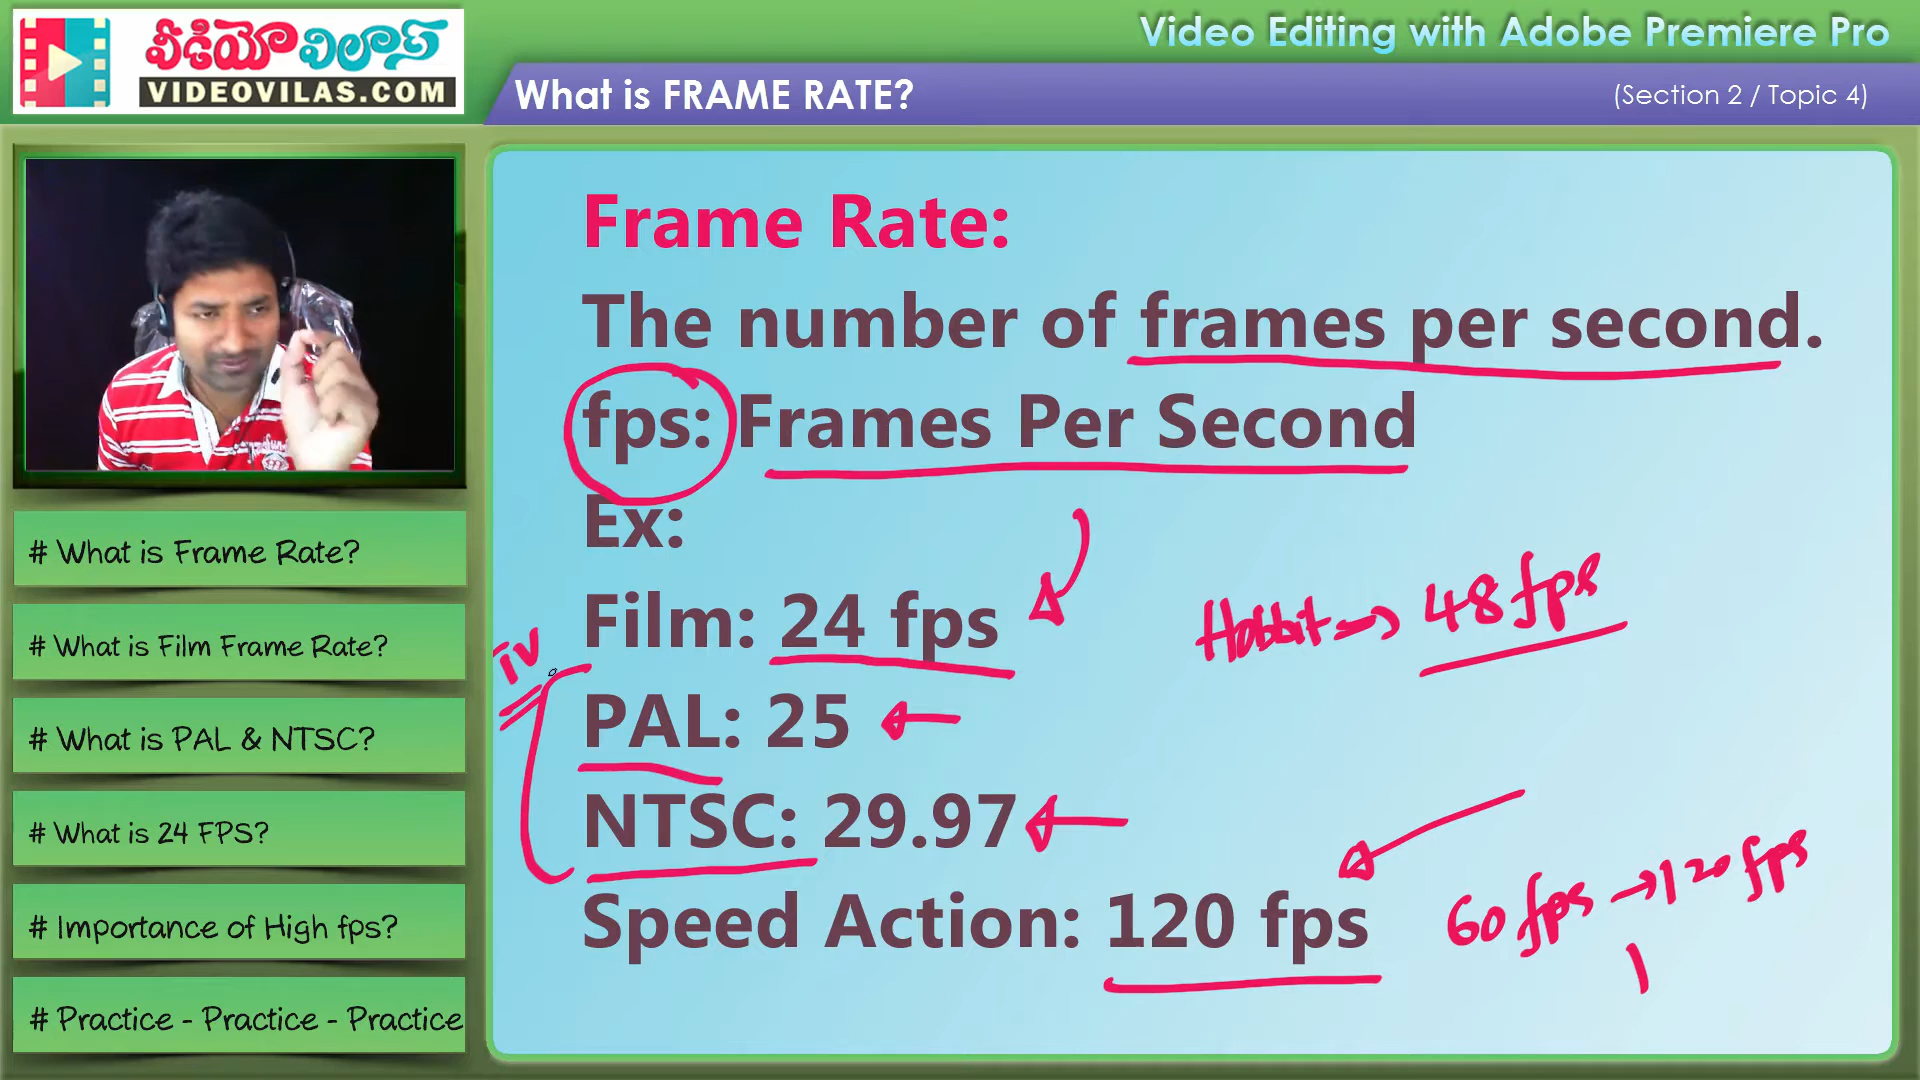 వీడియోవిలాస్
VIDEOVILAS.COM
Video Editing with Adobe Premiere Pro
What is FRAME RATE?
(Section 2 / Topic 4)
# What is Frame Rate?
# What is Film Frame Rate?
# What is PAL & NTSC?
# What is 24 FPS?
# Importance of High fps?
# Practice - Practice - Practice
Frame Rate:
The number of frames per second.
fps: Frames Per Second
Ex:
Film: 24 fps
Hobbit → 48 fps
TV
PAL: 25
NTSC: 29.97
Speed Action: 120 fps
60 fps → 120 fps